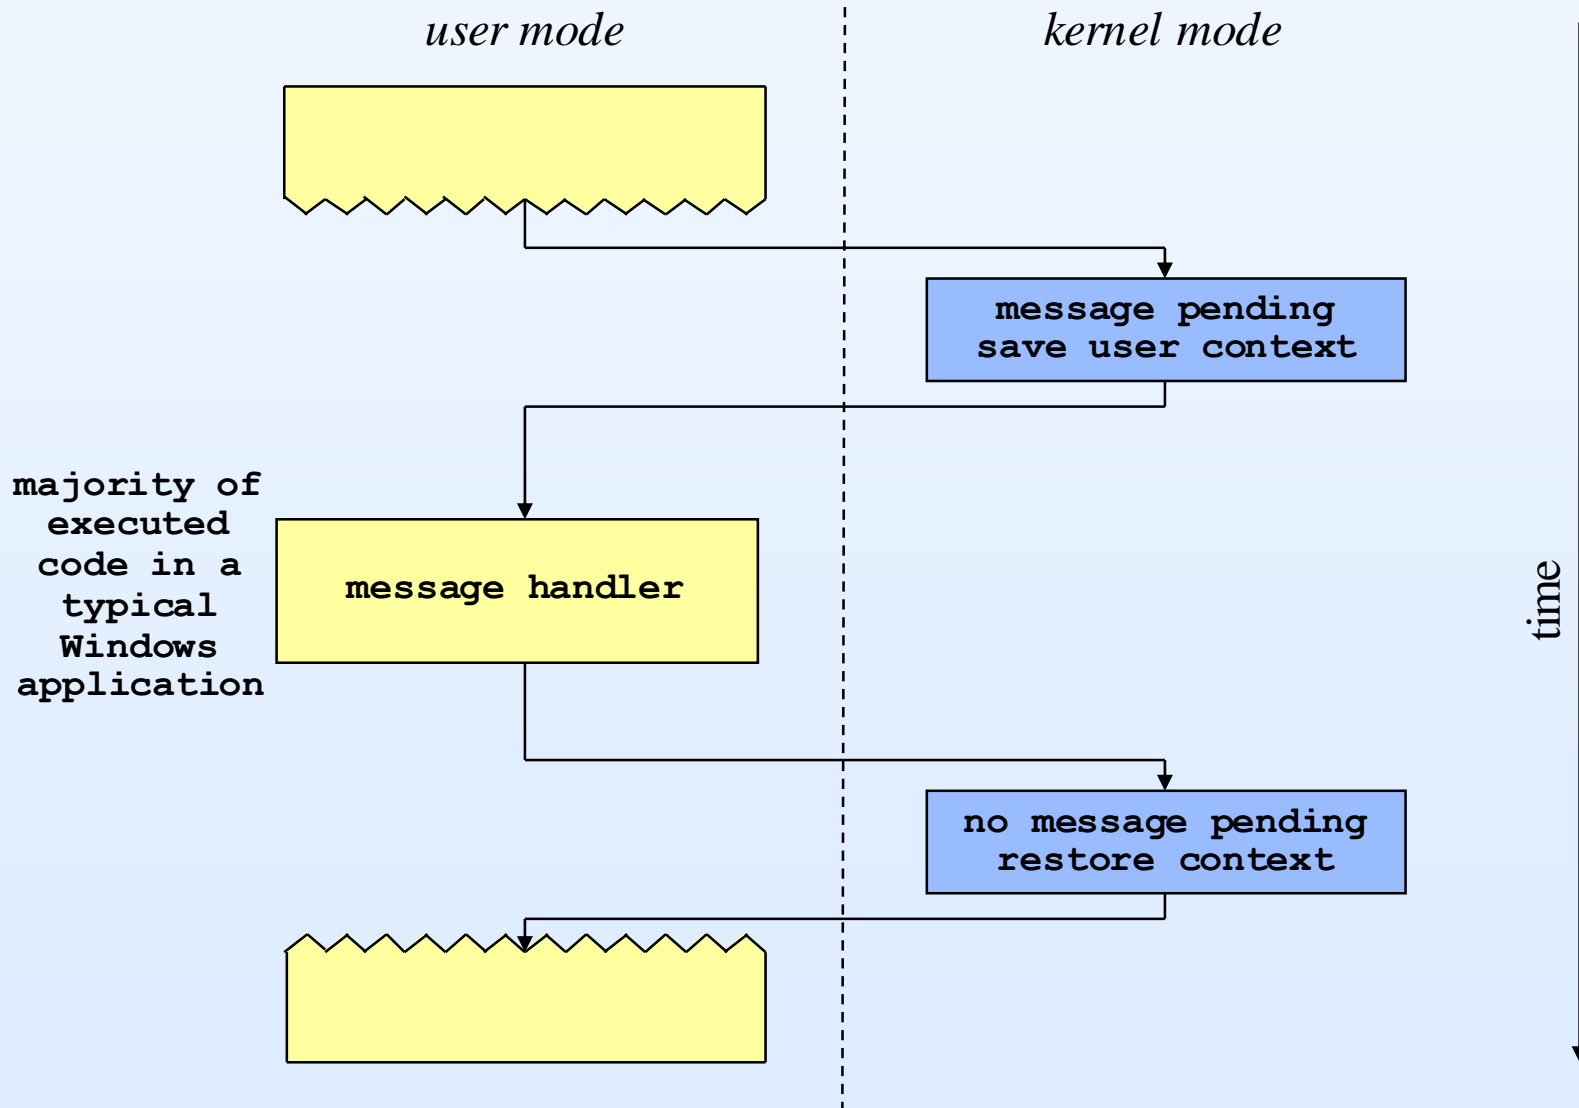 user mode
kernel mode
message pending
save user context
majority of
executed
code in a
typical
Windows
application
message handler
time
no message pending
restore context